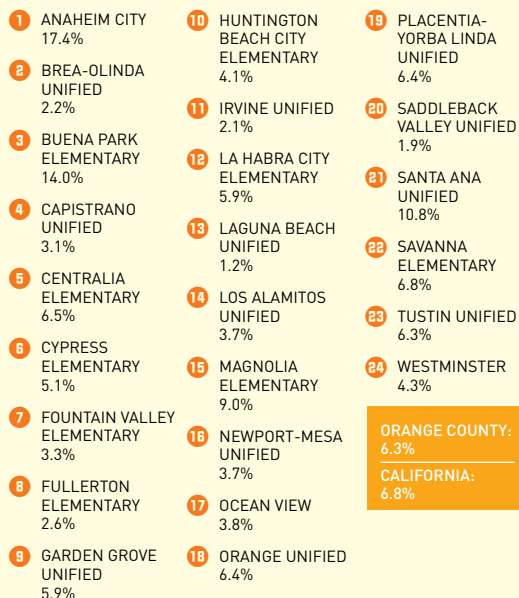 1 ANAHEIM CITY
17.4%
2 BREA-OLINDA
UNIFIED
2.2%
3 BUENA PARK
ELEMENTARY
14.0%
4 CAPISTRANO
UNIFIED
3.1%
5 CENTRALIA
ELEMENTARY
6.5%
6 CYPRESS
ELEMENTARY
5.1%
7 FOUNTAIN VALLEY
ELEMENTARY
3.3%
8 FULLERTON
ELEMENTARY
2.6%
9 GARDEN GROVE
UNIFIED
5.9%
10 HUNTINGTON
BEACH CITY
ELEMENTARY
4.1%
11 IRVINE UNIFIED
2.1%
12 LA HABRA CITY
ELEMENTARY
5.9%
13 LAGUNA BEACH
UNIFIED
1.2%
14 LOS ALAMITOS
UNIFIED
3.7%
15 MAGNOLIA
ELEMENTARY
9.0%
16 NEWPORT-MESA
UNIFIED
3.7%
17 OCEAN VIEW
3.8%
18 ORANGE UNIFIED
6.4%
19 PLACENTIA-
YORBA LINDA
UNIFIED
6.4%
20 SADDLEBACK
VALLEY UNIFIED
1.9%
21 SANTA ANA
UNIFIED
10.8%
22 SAVANNA
ELEMENTARY
6.8%
23 TUSTIN UNIFIED
6.3%
24 WESTMINSTER
4.3%
ORANGE COUNTY:
6.3%
CALIFORNIA:
6.8%